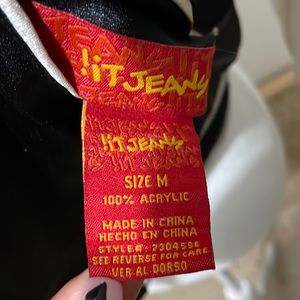 !iT JEANS
!iT JEANS
SIZE M
100% ACRYLIC
MADE IN CHINA
HECHO EN CHINA
STYLE#: 2304596
SEE REVERSE FOR CARE
VER AL DORSO